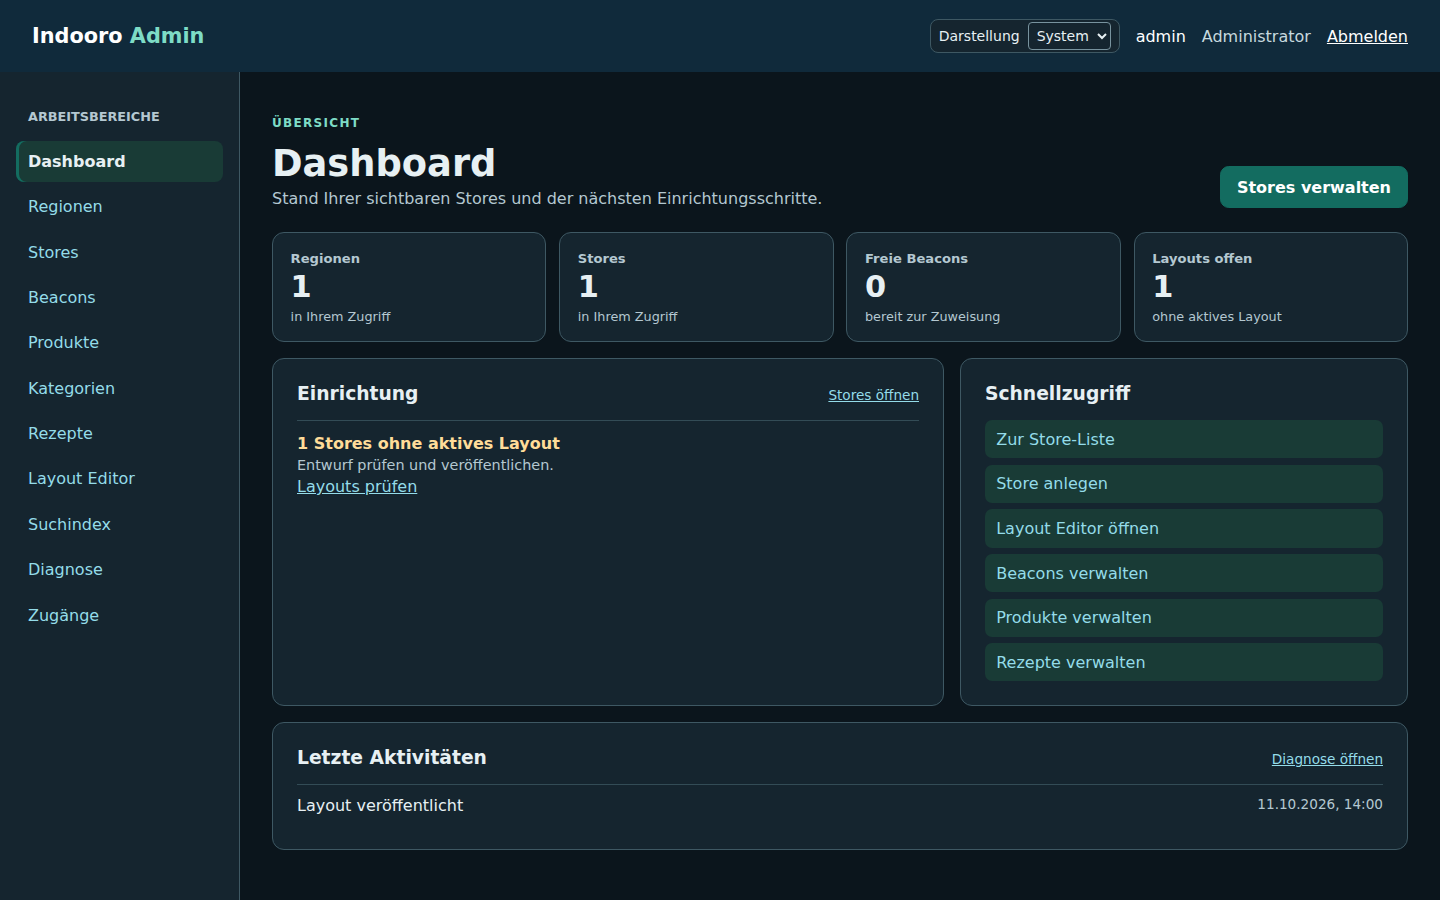 Indooro Admin
Darstellung System admin Administrator Abmelden
ARBEITSBEREICHE
Dashboard
Regionen
Stores
Beacons
Produkte
Kategorien
Rezepte
Layout Editor
Suchindex
Diagnose
Zugänge
ÜBERSICHT
Dashboard
Stand Ihrer sichtbaren Stores und der nächsten Einrichtungsschritte.
Stores verwalten
Regionen
1
in Ihrem Zugriff
Stores
1
in Ihrem Zugriff
Freie Beacons
0
bereit zur Zuweisung
Layouts offen
1
ohne aktives Layout
Einrichtung
Stores öffnen
1 Stores ohne aktives Layout
Entwurf prüfen und veröffentlichen.
Layouts prüfen
Schnellzugriff
Zur Store-Liste
Store anlegen
Layout Editor öffnen
Beacons verwalten
Produkte verwalten
Rezepte verwalten
Letzte Aktivitäten
Diagnose öffnen
Layout veröffentlicht
11.10.2026, 14:00